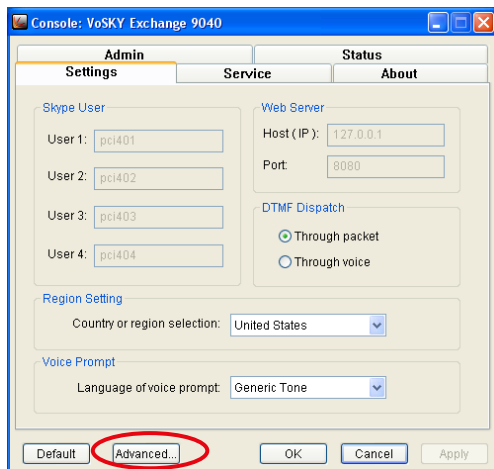 Console: VoSKY Exchange 9040
Admin Status
Settings Service About
Skype User
User 1: pci401
User 2: pci402
User 3: pci403
User 4: pci404
Web Server
Host ( IP ): 127.0.0.1
Port: 8080
DTMF Dispatch
Through packet
Through voice
Region Setting
Country or region selection: United States
Voice Prompt
Language of voice prompt: Generic Tone
Default Advanced... OK Cancel Apply